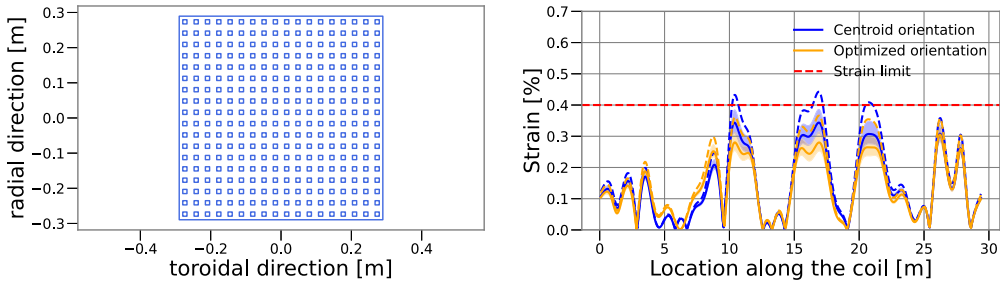 radial direction [m]
0.3
0.2
0.1
0.0
−0.1
−0.2
−0.3
−0.4 −0.2 0.0 0.2 0.4
toroidal direction [m]
Strain [%]
0.7
0.6
0.5
0.4
0.3
0.2
0.1
0.0
Centroid orientation
Optimized orientation
Strain limit
0 5 10 15 20 25 30
Location along the coil [m]